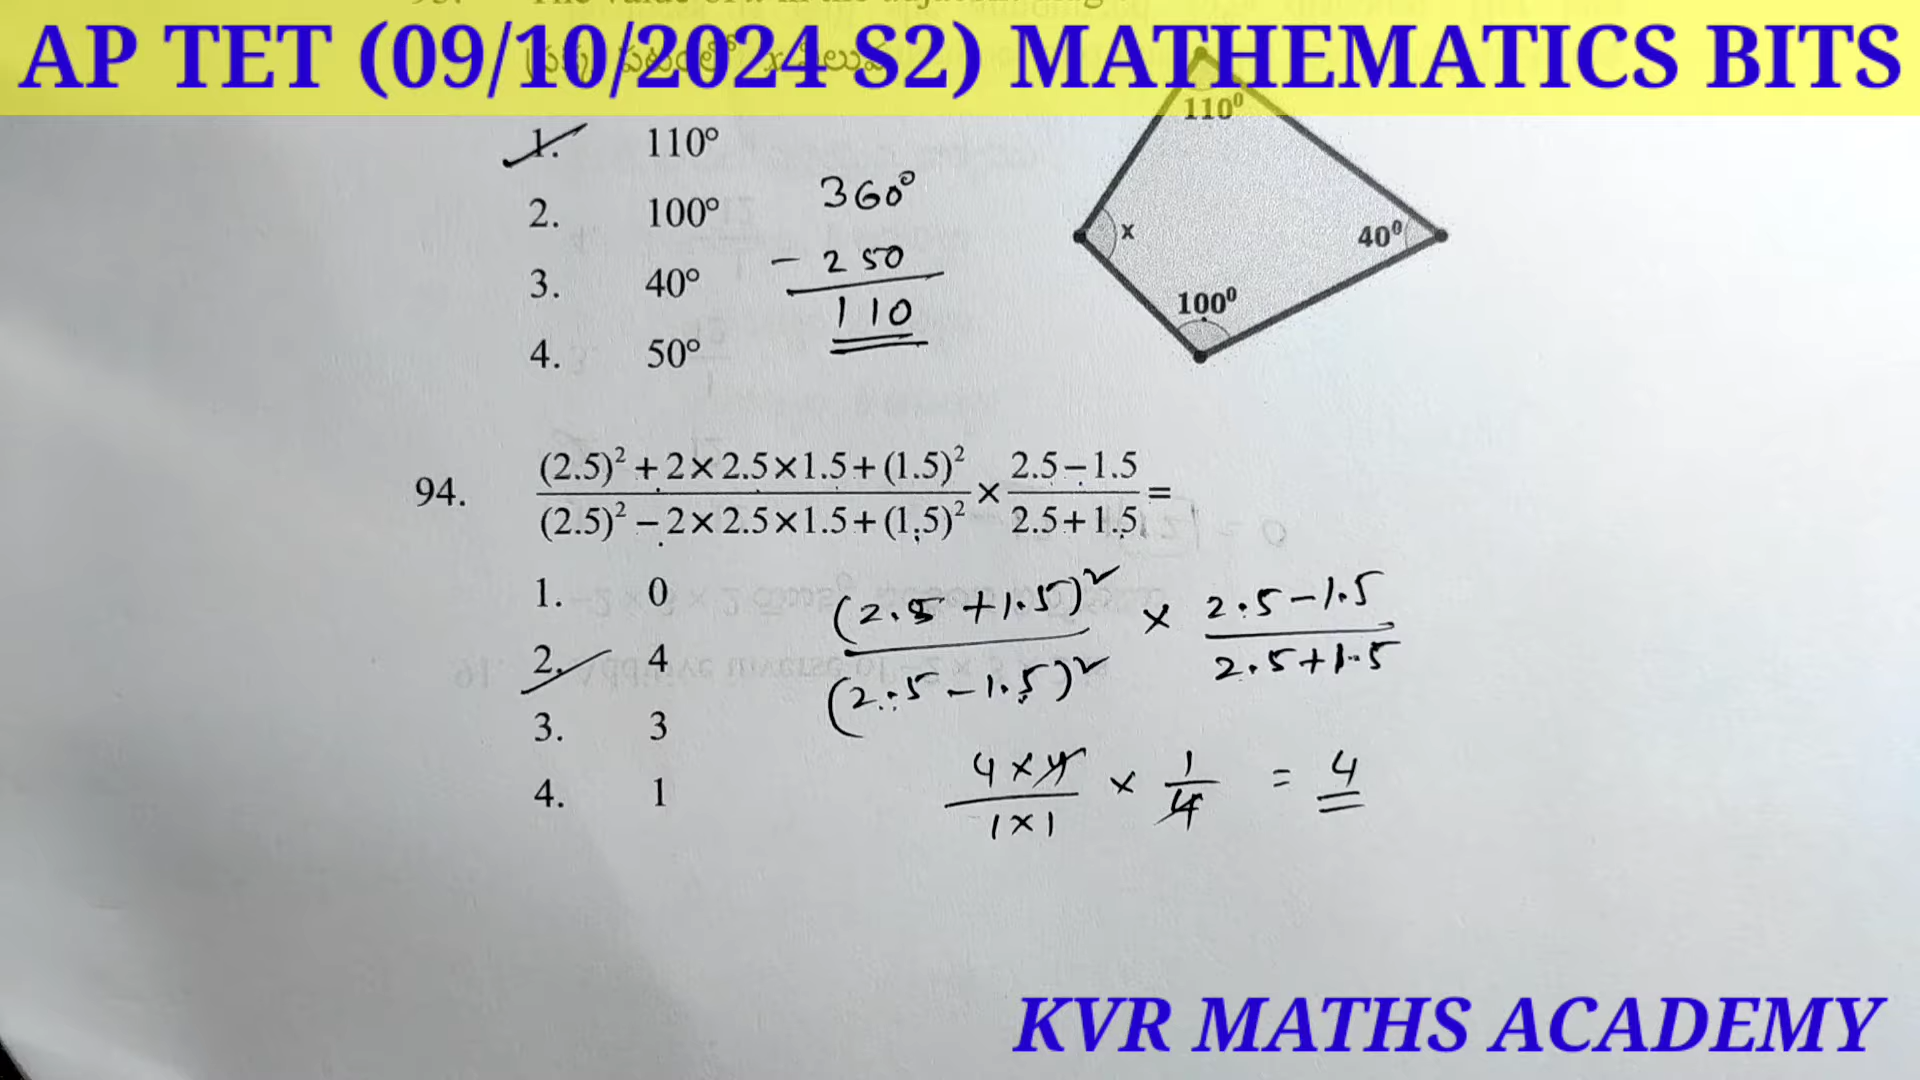 AP TET (09/10/2024 S2) MATHEMATICS BITS
1. 110°
2. 100°
3. 40°
4. 50°
360°
- 250
110
110⁰
x
40⁰
100⁰
94. (2.5)² + 2×2.5×1.5+(1.5)² / (2.5)² − 2×2.5×1.5+(1.5)² × 2.5−1.5 / 2.5+1.5 =
1. 0
2. 4
3. 3
4. 1
(2.5 + 1.5)² / (2.5 − 1.5)² × 2.5 − 1.5 / 2.5 + 1.5
4 × 4 / 1 × 1 × 1 / 4 = 4
KVR MATHS ACADEMY